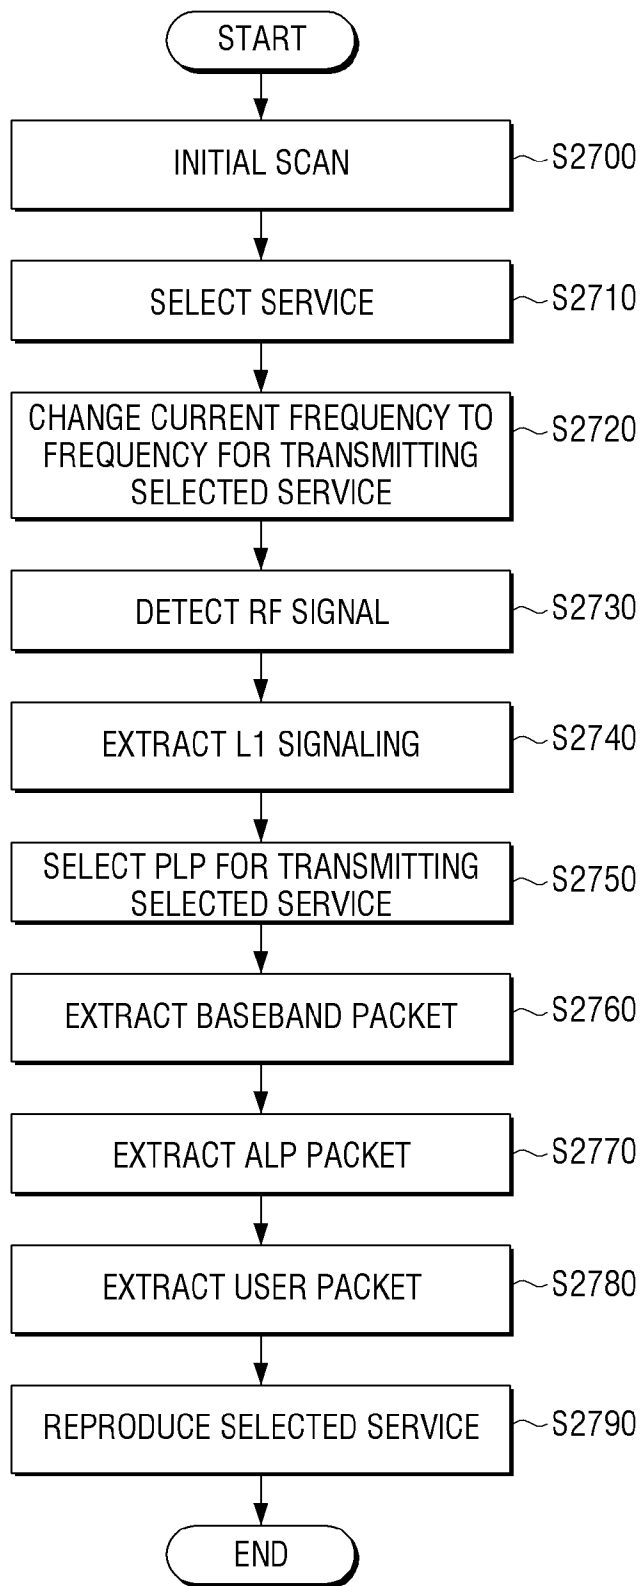 START
INITIAL SCAN
S2700
SELECT SERVICE
S2710
CHANGE CURRENT FREQUENCY TO
FREQUENCY FOR TRANSMITTING
SELECTED SERVICE
S2720
DETECT RF SIGNAL
S2730
EXTRACT L1 SIGNALING
S2740
SELECT PLP FOR TRANSMITTING
SELECTED SERVICE
S2750
EXTRACT BASEBAND PACKET
S2760
EXTRACT ALP PACKET
S2770
EXTRACT USER PACKET
S2780
REPRODUCE SELECTED SERVICE
S2790
END